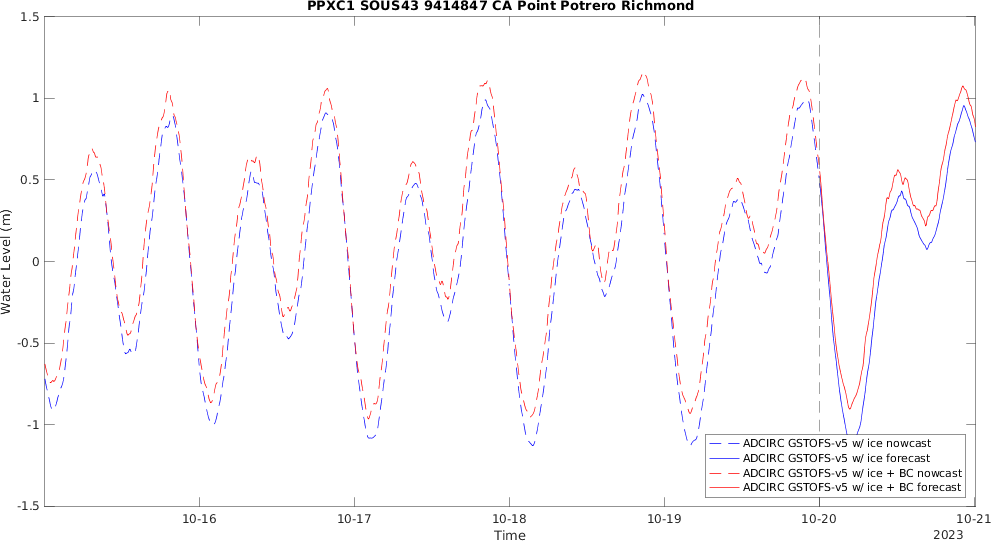 PPXC1 SOUS43 9414847 CA Point Potrero Richmond
Water Level (m)
1.5
1
0.5
0
-0.5
-1
-1.5
10-16
10-17
10-18
10-19
10-20
10-21
Time
2023
ADCIRC GSTOFS-v5 w/ ice nowcast
ADCIRC GSTOFS-v5 w/ ice forecast
ADCIRC GSTOFS-v5 w/ ice + BC nowcast
ADCIRC GSTOFS-v5 w/ ice + BC forecast